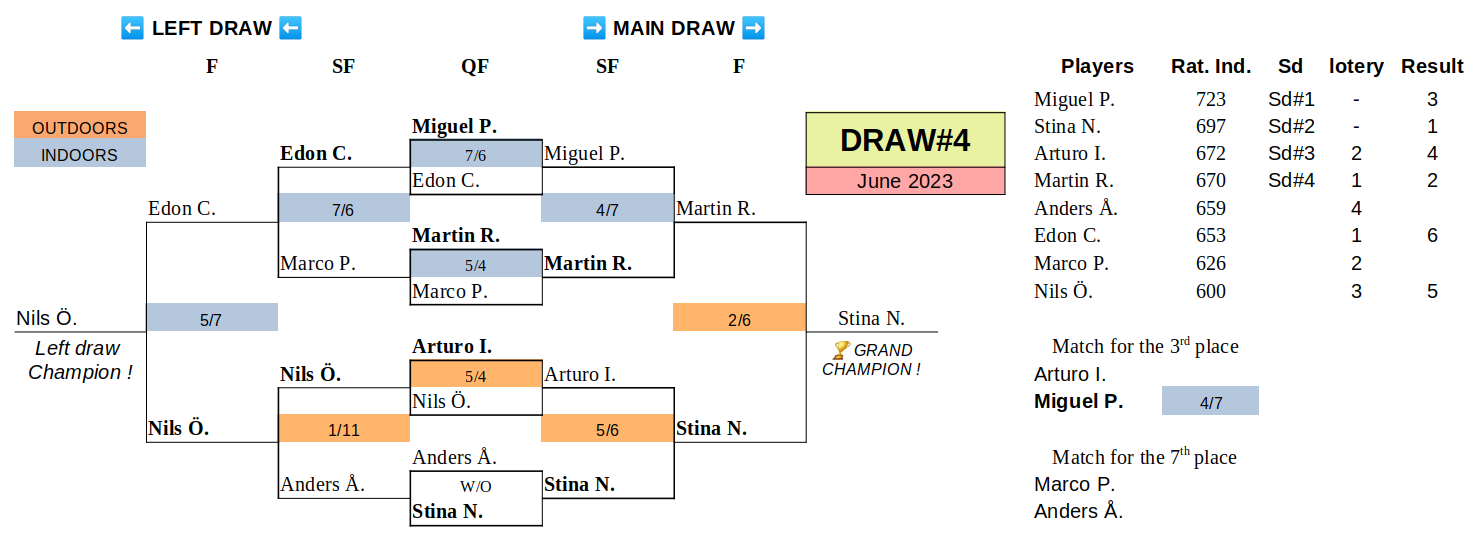 ⬅ LEFT DRAW ⬅ ➡ MAIN DRAW ➡
F SF QF SF F Players Rat. Ind. Sd lotery Result
Miguel P. 723 Sd#1 - 3
OUTDOORS Miguel P. Stina N. 697 Sd#2 - 1
INDOORS Edon C. 7/6 Miguel P. DRAW#4 Arturo I. 672 Sd#3 2 4
Edon C. June 2023 Martin R. 670 Sd#4 1 2
Edon C. 7/6 4/7 Martin R. Anders Å. 659 4
Martin R. Edon C. 653 1 6
Marco P. 5/4 Martin R. Marco P. 626 2
Marco P. Nils Ö. 600 3 5
Nils Ö. 5/7 2/6 Stina N.
Left draw Arturo I. 🏆 GRAND Match for the 3rd place
Champion ! CHAMPION !
Nils Ö. 5/4 Arturo I. Arturo I.
Nils Ö. Miguel P. 4/7
Nils Ö. 1/11 5/6 Stina N.
Anders Å. Match for the 7th place
Anders Å. W/O Stina N. Marco P.
Stina N. Anders Å.